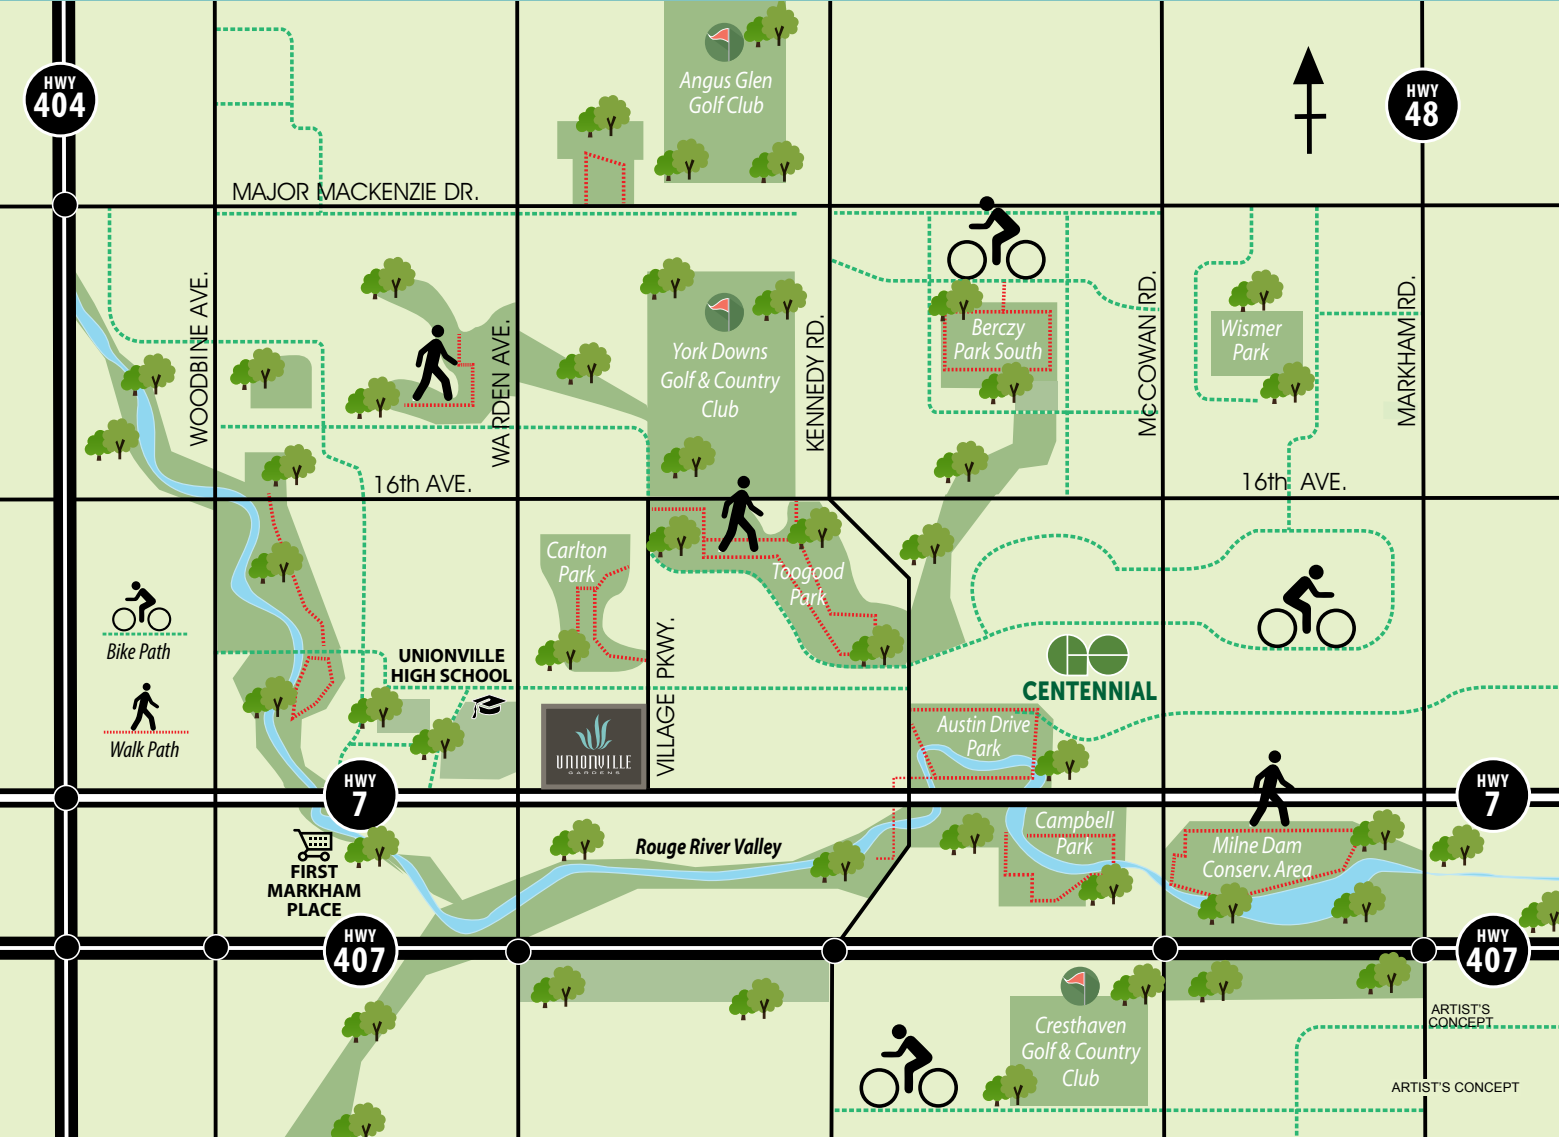 Angus Glen
Golf Club
HWY
404
HWY
48
MAJOR MACKENZIE DR.
WOODBINE AVE.
WARDEN AVE.
York Downs
Golf & Country
Club
KENNEDY RD.
Berczy
Park South
McCOWAN RD.
Wismer
Park
MARKHAM RD.
16th AVE.
16th AVE.
Carlton
Park
Toogood
Park
Bike Path
Walk Path
UNIONVILLE
HIGH SCHOOL
VILLAGE PKWY.
GO
CENTENNIAL
UNIONVILLE
GARDENS
Austin Drive
Park
HWY
7
HWY
7
FIRST
MARKHAM
PLACE
Rouge River Valley
Campbell
Park
Milne Dam
Conserv. Area
HWY
407
HWY
407
Cresthaven
Golf & Country
Club
ARTIST'S
CONCEPT
ARTIST'S CONCEPT